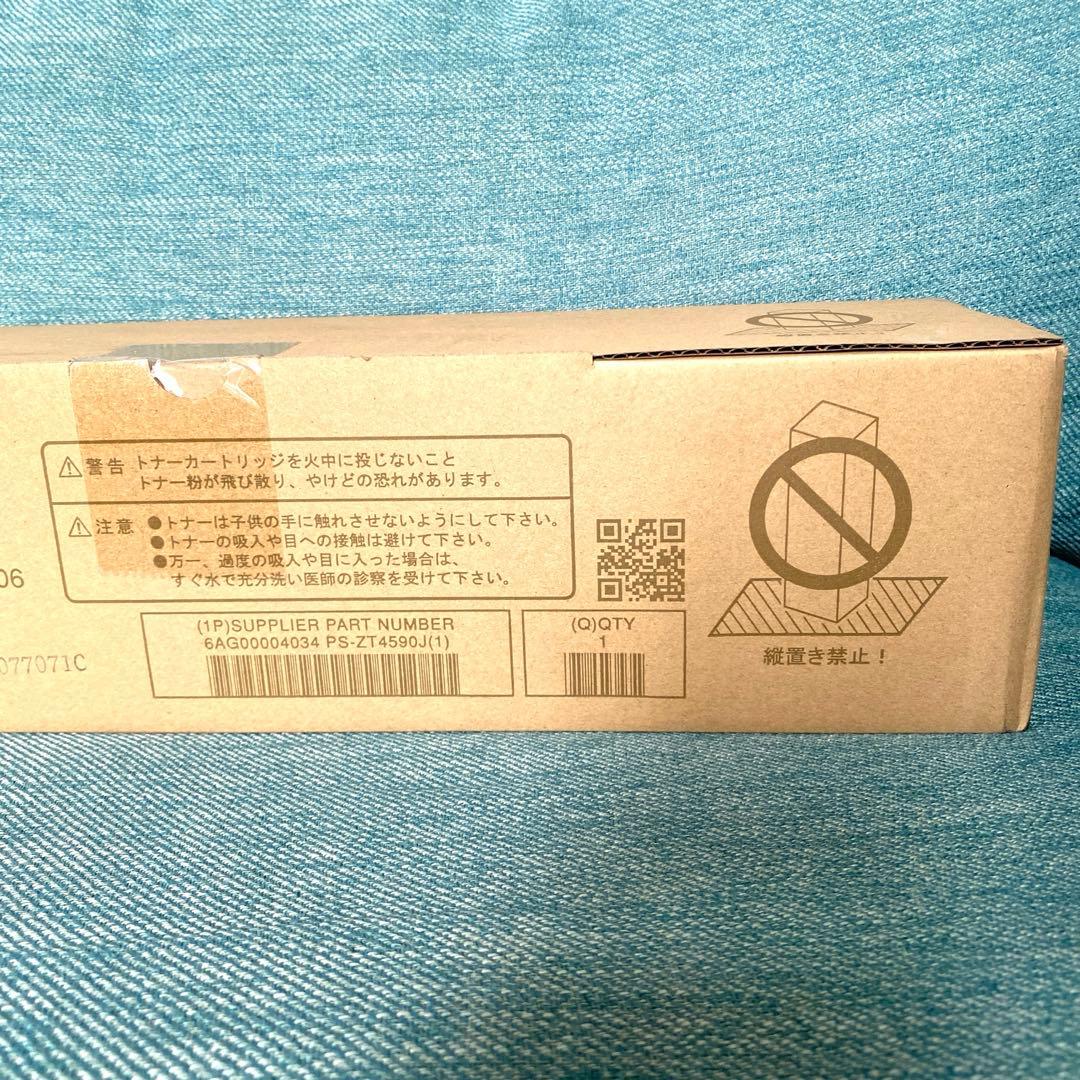 警告 トナーカートリッジを火中に投じないこと
トナー粉が飛び散り、やけどの恐れがあります。
注意 ●トナーは子供の手に触れさせないようにして下さい。
●トナーの吸入や目への接触は避けて下さい。
●万一、過度の吸入や目に入った場合は、
すぐ水で充分洗い医師の診察を受けて下さい。
06
077071C
(1P)SUPPLIER PART NUMBER
6AG00004034 PS-ZT4590J(1)
(Q)QTY
1
縦置き禁止！